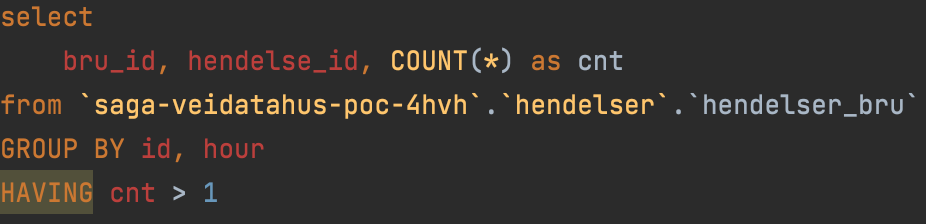 select
bru_id, hendelse_id, COUNT(*) as cnt
from `saga-veidatahus-poc-4hvh`.`hendelser`.`hendelser_bru`
GROUP BY id, hour
HAVING cnt > 1